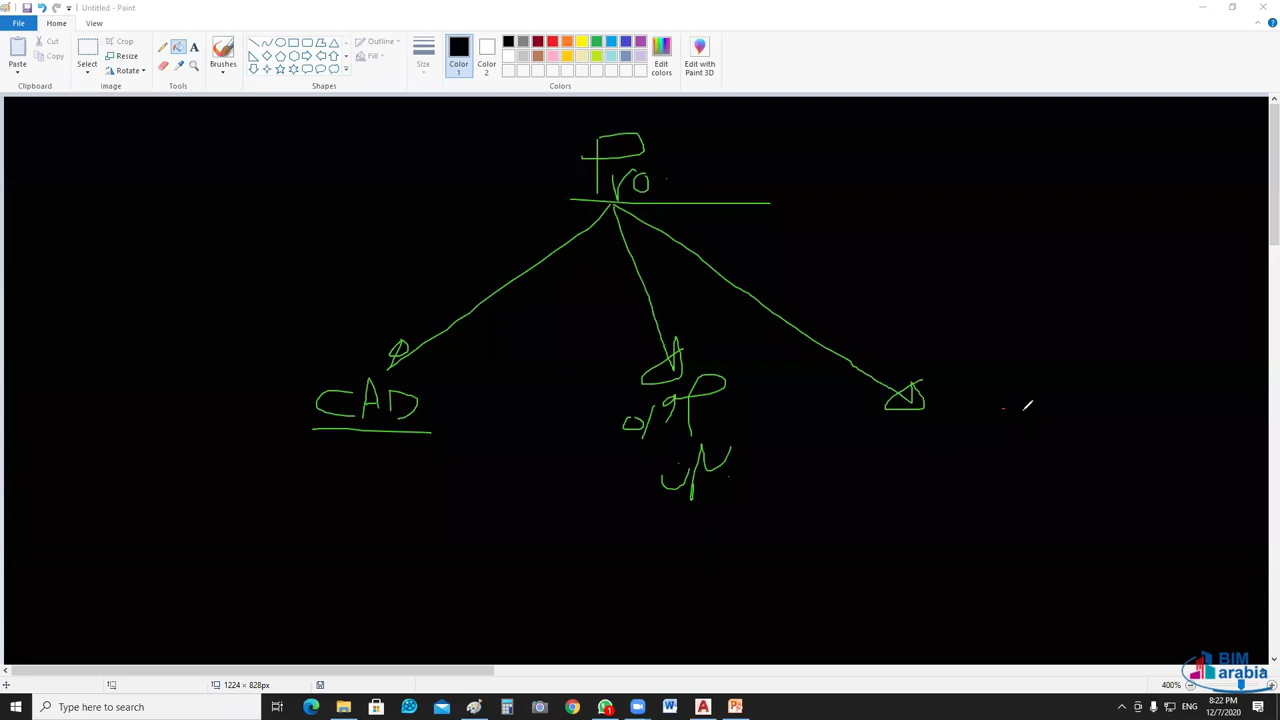 Untitled - Paint
File
Home
View
Paste
Cut
Copy
Clipboard
Select
Crop
Resize
Rotate
Image
A
Tools
Brushes
Outline
Fill
Shapes
Size
Color 1
Color 2
Edit colors
Edit with Paint 3D
Colors
Pro
CAD
BIM
arabia
1224 × 828px
400%
Type here to search
1
ENG
8:22 PM
12/7/2020